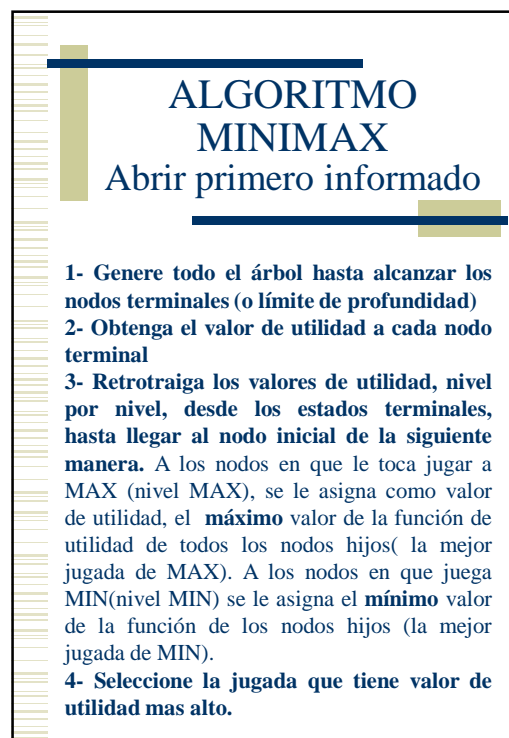 ALGORITMO
MINIMAX
Abrir primero informado
1- Genere todo el árbol hasta alcanzar los
nodos terminales (o límite de profundidad)
2- Obtenga el valor de utilidad a cada nodo
terminal
3- Retrotraiga los valores de utilidad, nivel
por nivel, desde los estados terminales,
hasta llegar al nodo inicial de la siguiente
manera. A los nodos en que le toca jugar a
MAX (nivel MAX), se le asigna como valor
de utilidad, el máximo valor de la función de
utilidad de todos los nodos hijos( la mejor
jugada de MAX). A los nodos en que juega
MIN(nivel MIN) se le asigna el mínimo valor
de la función de los nodos hijos (la mejor
jugada de MIN).
4- Seleccione la jugada que tiene valor de
utilidad mas alto.